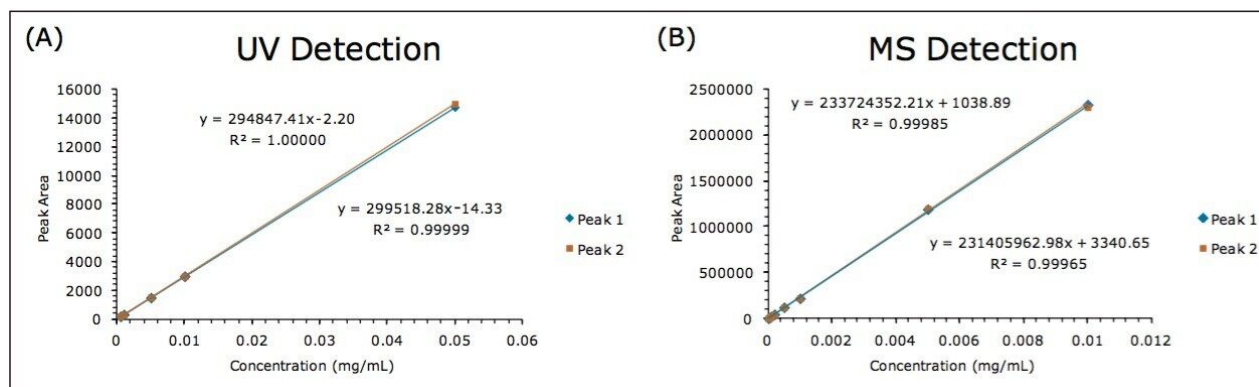 (A)
UV Detection
16000
14000
12000
10000
8000
6000
4000
2000
0
Peak Area
y = 294847.41x-2.20
R² = 1.00000
y = 299518.28x-14.33
R² = 0.99999
Peak 1
Peak 2
0 0.01 0.02 0.03 0.04 0.05 0.06
Concentration (mg/mL)
(B)
MS Detection
2500000
2000000
1500000
1000000
500000
0
Peak Area
y = 233724352.21x + 1038.89
R² = 0.99985
y = 231405962.98x + 3340.65
R² = 0.99965
Peak 1
Peak 2
0 0.002 0.004 0.006 0.008 0.01 0.012
Concentration (mg/mL)